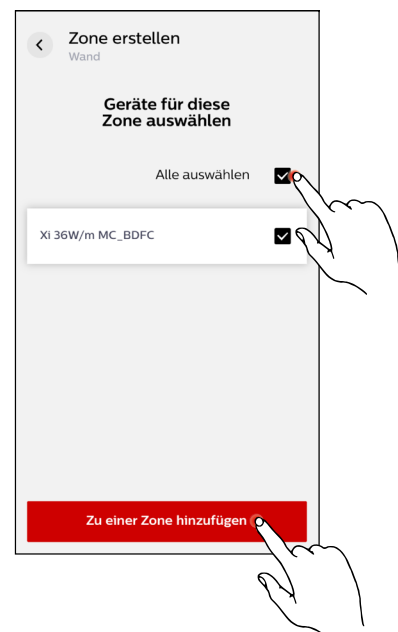 Zone erstellen
Wand
Geräte für diese
Zone auswählen
Alle auswählen
Xi 36W/m MC_BDFC
Zu einer Zone hinzufügen